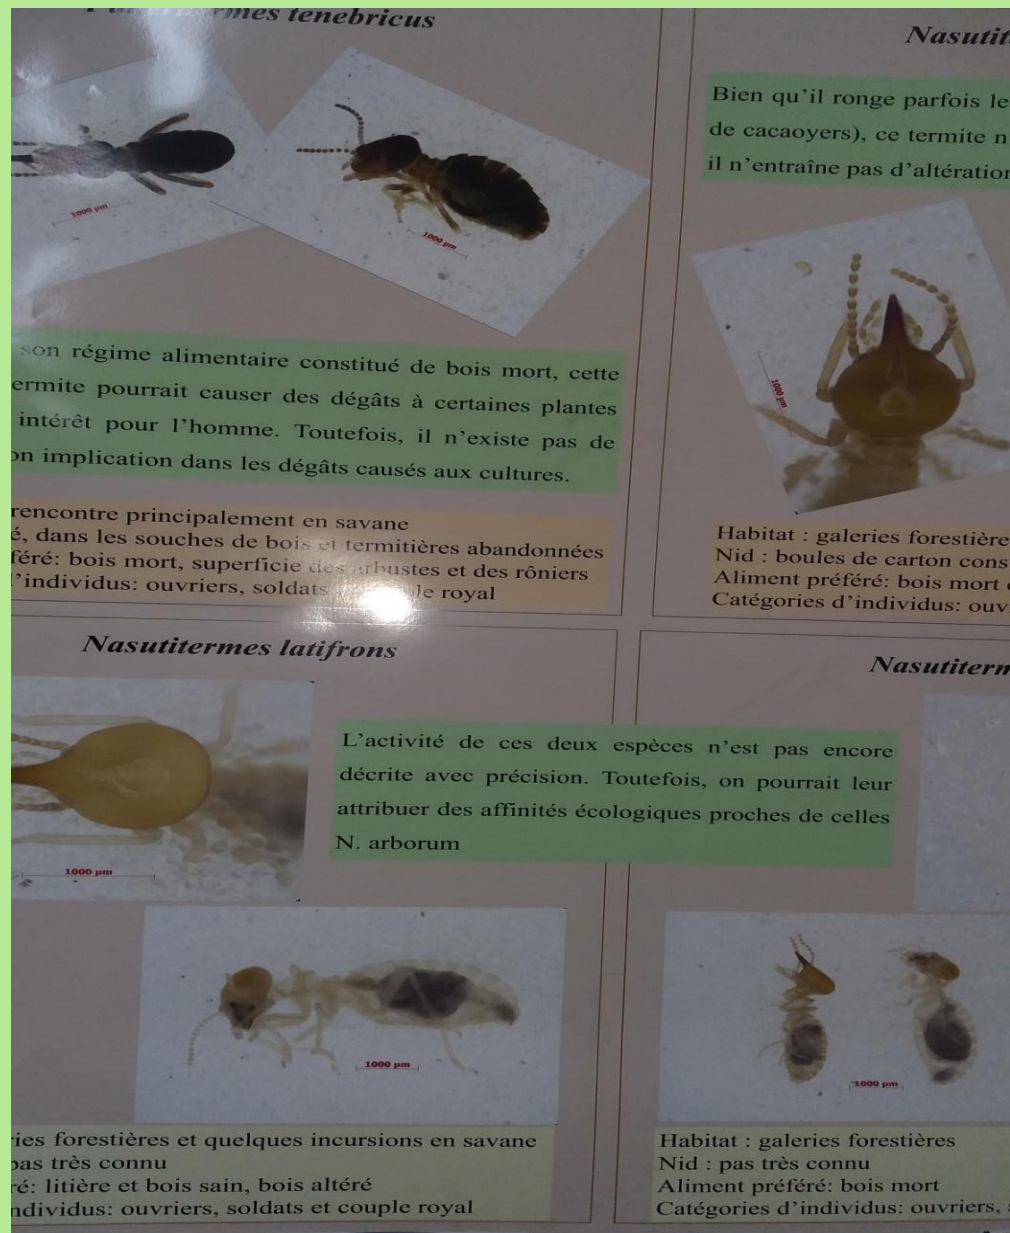 tenebricus
1000 µm
1000 µm
son régime alimentaire constitué de bois mort, cette
ermite pourrait causer des dégâts à certaines plantes
intérêt pour l'homme. Toutefois, il n'existe pas de
on implication dans les dégâts causés aux cultures.
rencontre principalement en savane
é, dans les souches de bois et termitières abandonnées
féré: bois mort, superficie des arbustes et des rôniers
l'individus: ouvriers, soldats couple royal
Nasutit
Bien qu'il ronge parfois le
de cacaoyers), ce termite n
il n'entraîne pas d'altération
1000 µm
Habitat : galeries forestière
Nid : boules de carton cons
Aliment préféré: bois mort
Catégories d'individus: ouv
Nasutitermes latifrons
1000 µm
L'activité de ces deux espèces n'est pas encore
décrite avec précision. Toutefois, on pourrait leur
attribuer des affinités écologiques proches de celles
N. arborum
1000 µm
ies forestières et quelques incursions en savane
pas très connu
ré: litière et bois sain, bois altéré
ndividus: ouvriers, soldats et couple royal
Nasutiterm
1000 µm
Habitat : galeries forestières
Nid : pas très connu
Aliment préféré: bois mort
Catégories d'individus: ouvriers,